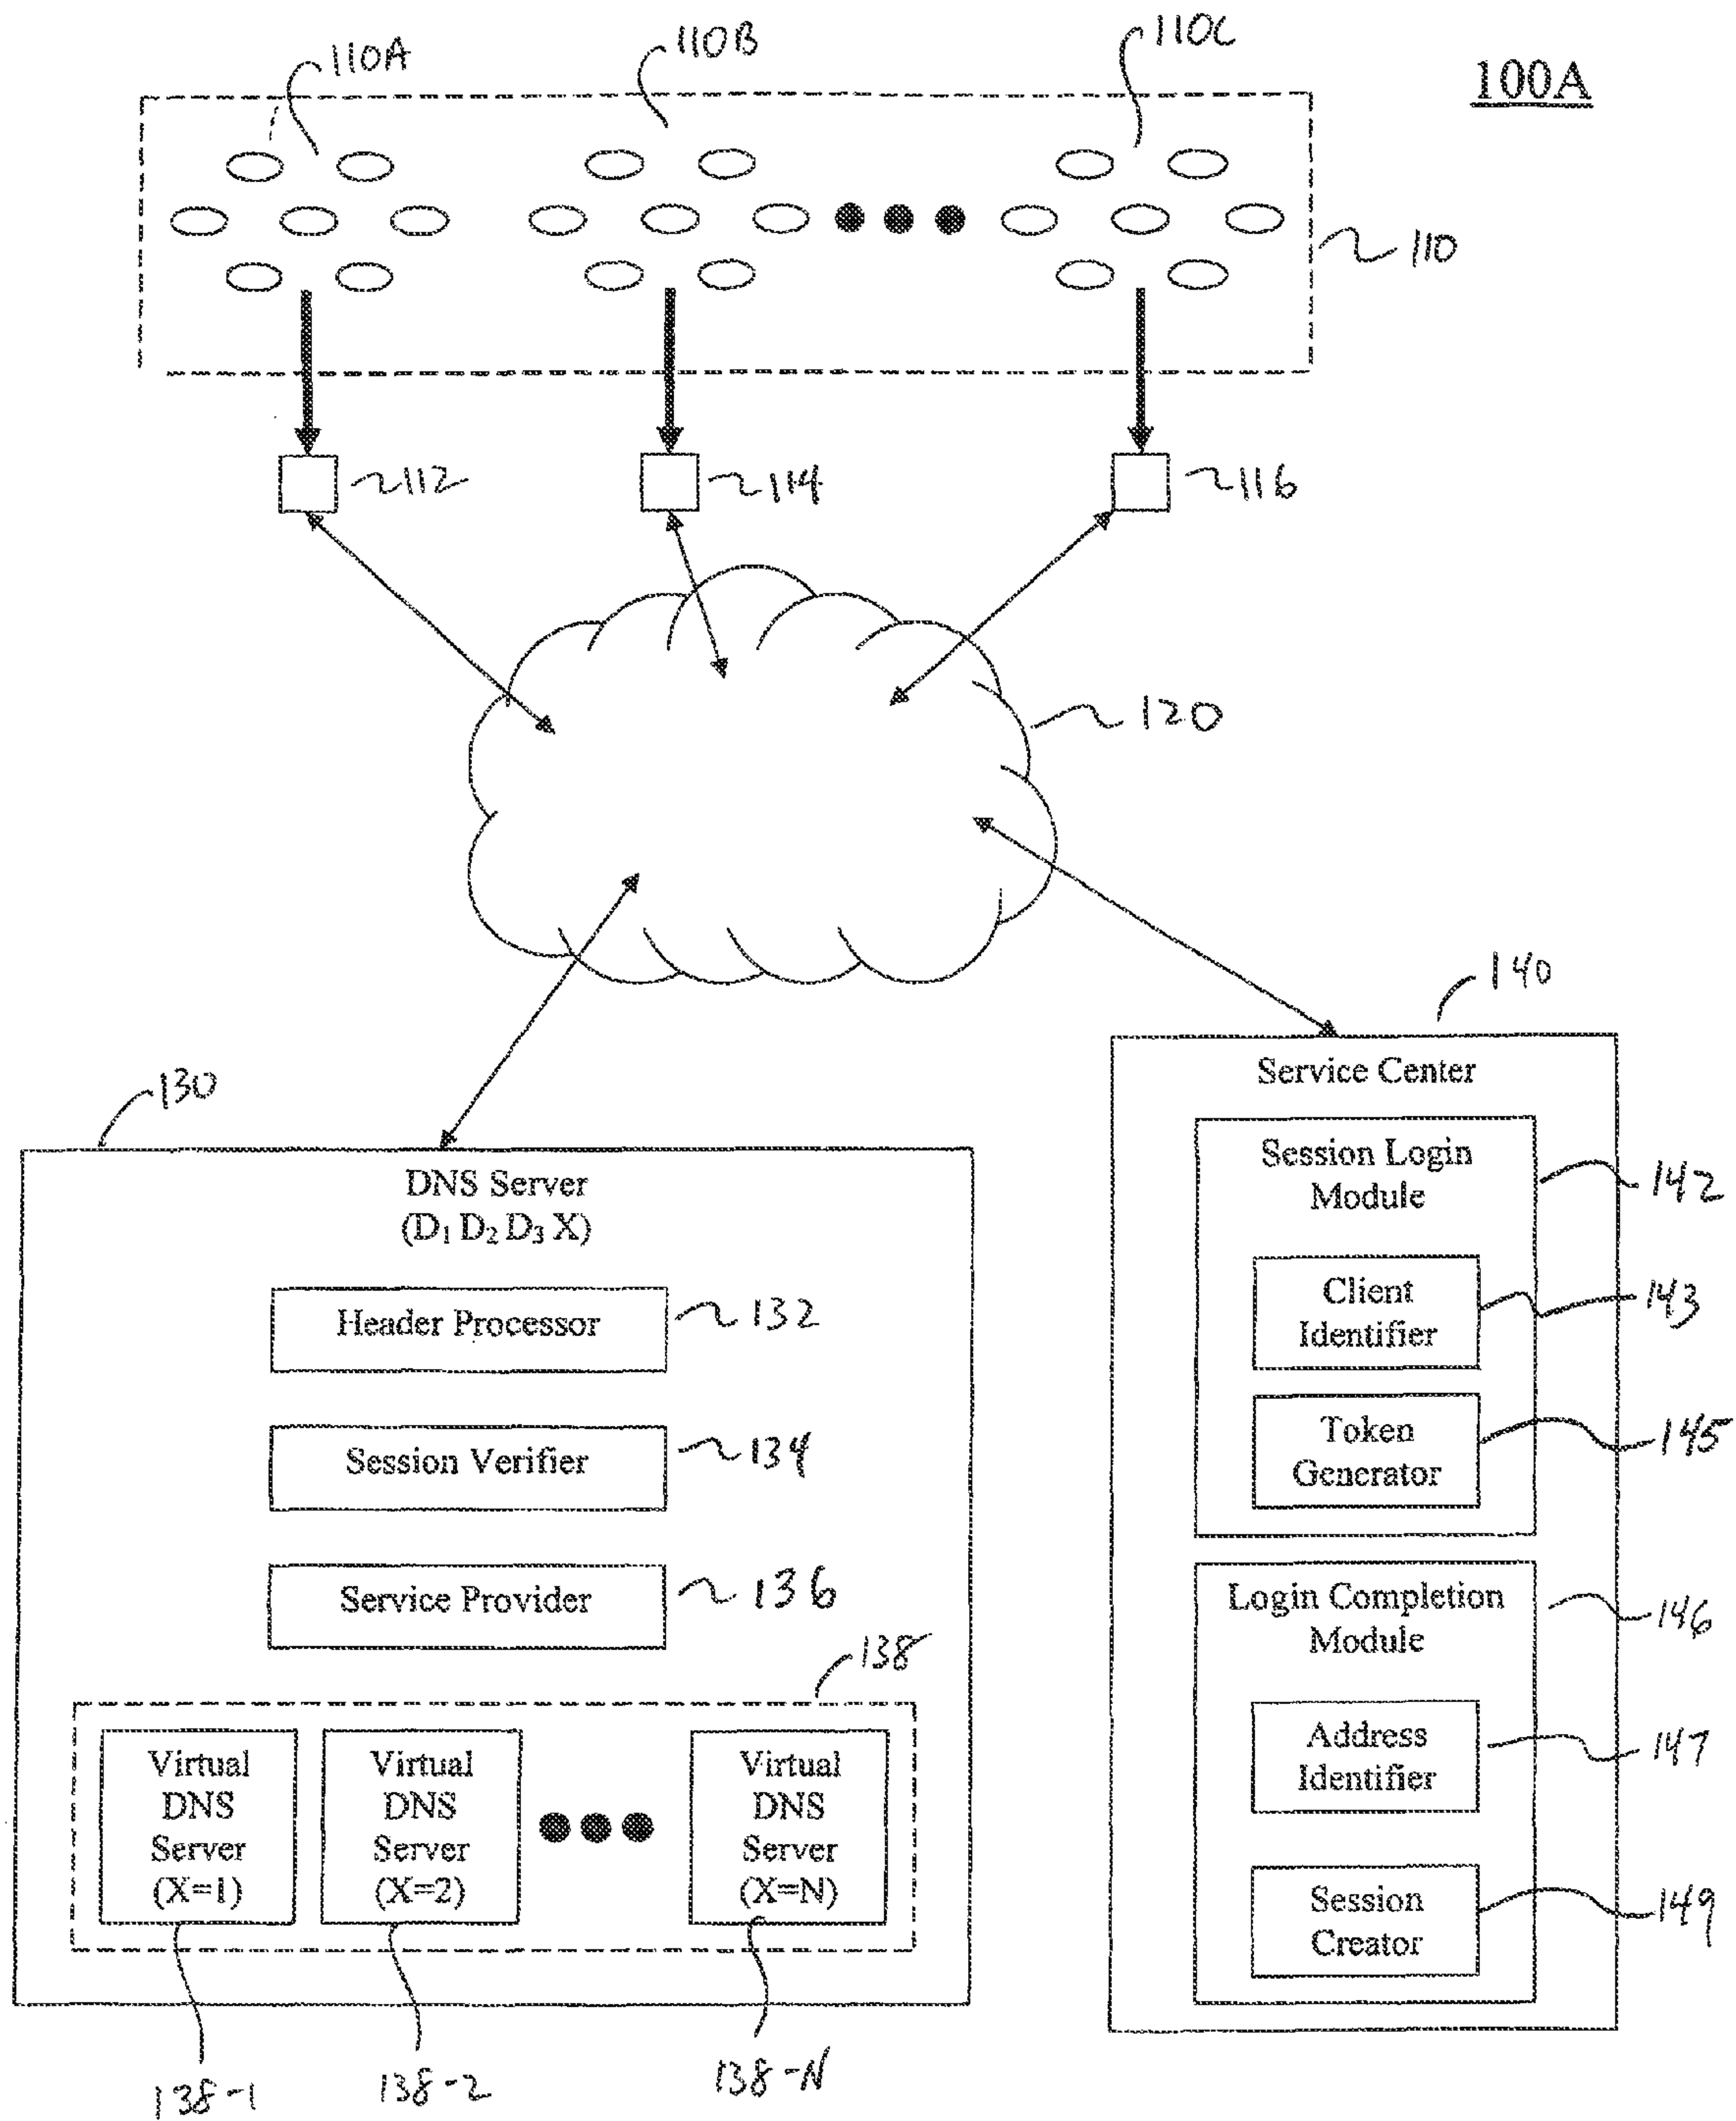 110A
110B
110C
100A
110
112
114
116
120
140
130
Service Center
DNS Server
(D₁ D₂ D₃ X)
Session Login
Module
142
Header Processor
132
Client
Identifier
143
Session Verifier
134
Token
Generator
145
Service Provider
136
Login Completion
Module
146
138
Virtual
DNS
Server
(X=1)
Virtual
DNS
Server
(X=2)
Virtual
DNS
Server
(X=N)
Address
Identifier
147
Session
Creator
149
138-1
138-2
138-N